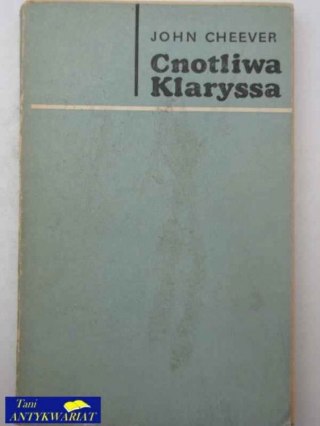 JOHN CHEEVER
Cnotliwa
Klaryssa
Tani
ANTYKWARIAT